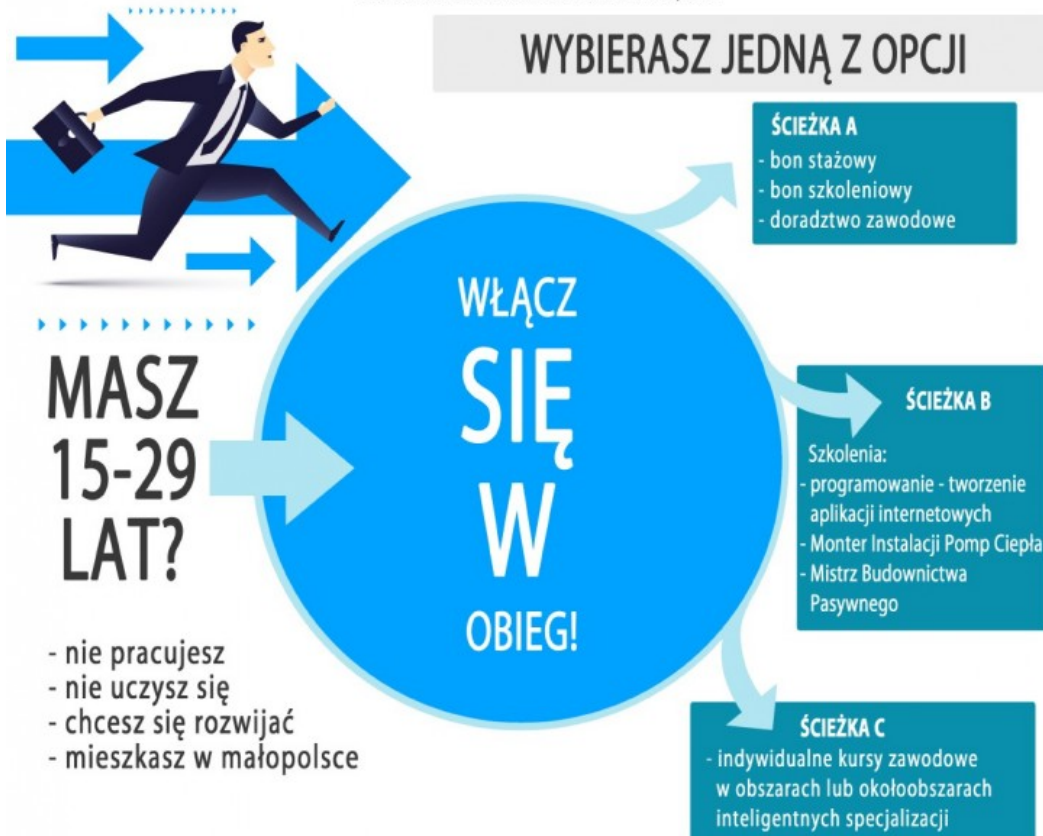 WYBIERASZ JEDNĄ Z OPCJI
ŚCIEŻKA A
- bon stażowy
- bon szkoleniowy
- doradztwo zawodowe
WŁĄCZ
SIĘ
W
OBIEG!
MASZ
15-29
LAT?
- nie pracujesz
- nie uczysz się
- chcesz się rozwijać
- mieszkasz w małopolsce
ŚCIEŻKA B
Szkolenia:
- programowanie - tworzenie
aplikacji internetowych
- Monter Instalacji Pomp Ciepła
- Mistrz Budownictwa
Pasywnego
ŚCIEŻKA C
- indywidualne kursy zawodowe
w obszarach lub okołoobszarach
inteligentnych specjalizacji